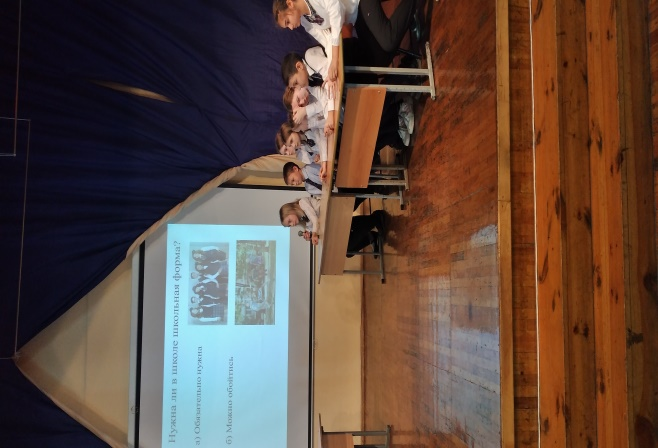 Нужна ли в школе школьная форма?
а) Обязательно нужна
б) Можно обойтись